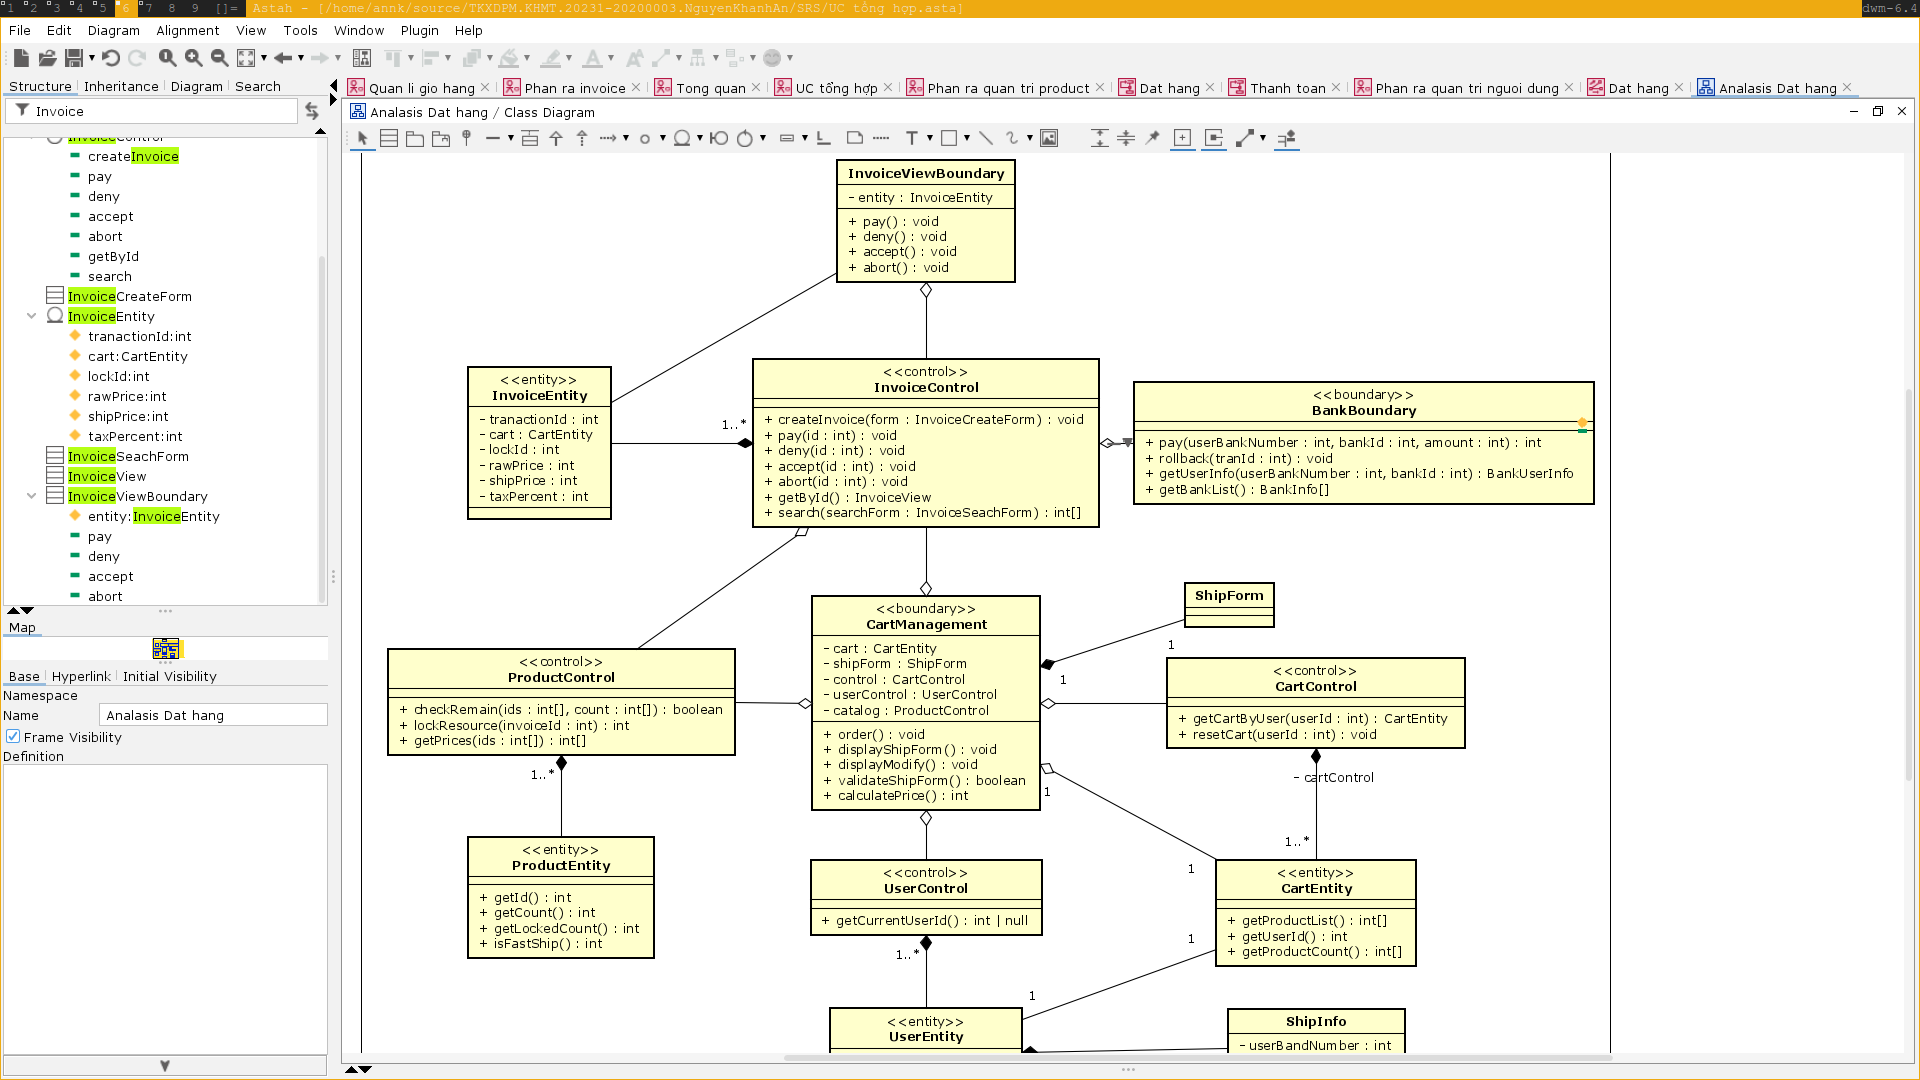 1 2 3 4 5 6 7 8 9 []= Astah - [/home/annk/source/TKXDPM.KHMT.20231-20200003.NguyenKhanhAn/SRS/UC tổng hợp.asta] dwm-6.4
File Edit Diagram Alignment View Tools Window Plugin Help
Structure Inheritance Diagram Search
Quan li gio hang Phan ra invoice Tong quan UC tổng hợp Phan ra quan tri product Dat hang Thanh toan Phan ra quan tri nguoi dung Dat hang Analasis Dat hang
Invoice
Analasis Dat hang / Class Diagram
InvoiceControl
createInvoice
pay
deny
accept
abort
getById
search
InvoiceCreateForm
InvoiceEntity
tranactionId:int
cart:CartEntity
lockId:int
rawPrice:int
shipPrice:int
taxPercent:int
InvoiceSeachForm
InvoiceView
InvoiceViewBoundary
entity:InvoiceEntity
pay
deny
accept
abort
Map
Base Hyperlink Initial Visibility
Namespace
Name Analasis Dat hang
Frame Visibility
Definition
InvoiceViewBoundary
- entity : InvoiceEntity
+ pay() : void
+ deny() : void
+ accept() : void
+ abort() : void
<<entity>>
InvoiceEntity
- tranactionId : int
- cart : CartEntity
- lockId : int
- rawPrice : int
- shipPrice : int
- taxPercent : int
1..*
<<control>>
InvoiceControl
+ createInvoice(form : InvoiceCreateForm) : void
+ pay(id : int) : void
+ deny(id : int) : void
+ accept(id : int) : void
+ abort(id : int) : void
+ getById() : InvoiceView
+ search(searchForm : InvoiceSeachForm) : int[]
<<boundary>>
BankBoundary
+ pay(userBankNumber : int, bankId : int, amount : int) : int
+ rollback(tranId : int) : void
+ getUserInfo(userBankNumber : int, bankId : int) : BankUserInfo
+ getBankList() : BankInfo[]
<<control>>
ProductControl
+ checkRemain(ids : int[], count : int[]) : boolean
+ lockResource(invoiceId : int) : int
+ getPrices(ids : int[]) : int[]
1..*
<<boundary>>
CartManagement
- cart : CartEntity
- shipForm : ShipForm
- control : CartControl
- userControl : UserControl
- catalog : ProductControl
+ order() : void
+ displayShipForm() : void
+ displayModify() : void
+ validateShipForm() : boolean
+ calculatePrice() : int
ShipForm
1
1
<<control>>
CartControl
+ getCartByUser(userId : int) : CartEntity
+ resetCart(userId : int) : void
- cartControl
1
1..*
1
<<entity>>
ProductEntity
+ getId() : int
+ getCount() : int
+ getLockedCount() : int
+ isFastShip() : int
<<control>>
UserControl
+ getCurrentUserId() : int | null
1..*
<<entity>>
CartEntity
+ getProductList() : int[]
+ getUserId() : int
+ getProductCount() : int[]
1
1
<<entity>>
UserEntity
ShipInfo
- userBandNumber : int